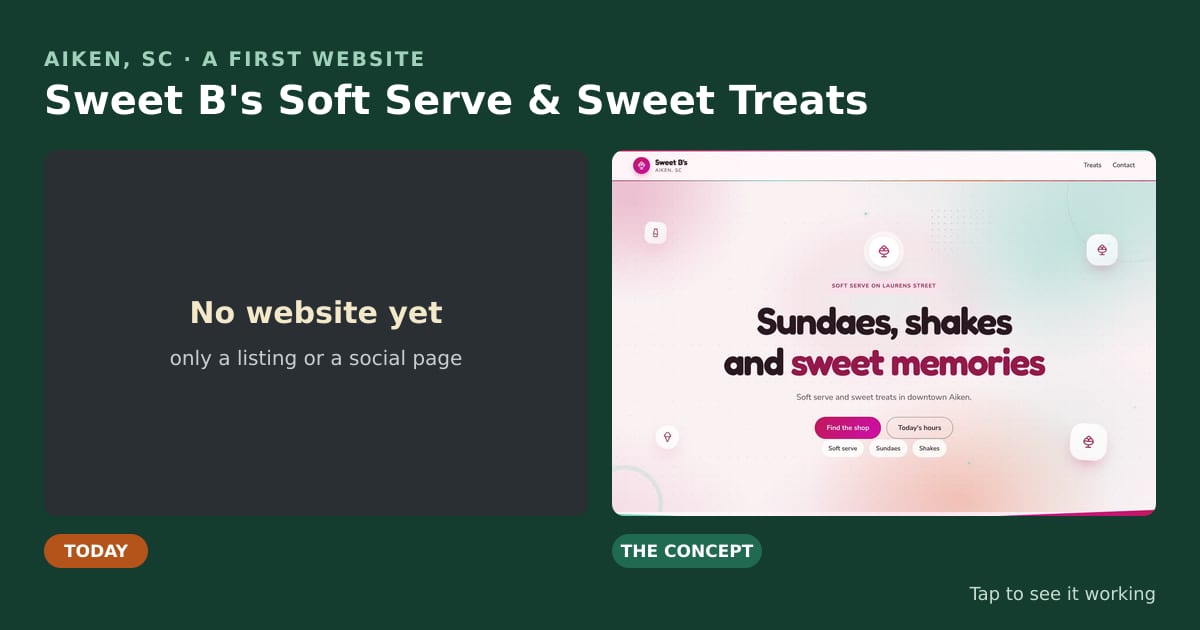 AIKEN, SC · A FIRST WEBSITE
Sweet B's Soft Serve & Sweet Treats
No website yet
only a listing or a social page
TODAY
Sweet B's
AIKEN, SC
Treats
Contact
SOFT SERVE ON LAURENS STREET
Sundaes, shakes
and sweet memories
Soft serve and sweet treats in downtown Aiken.
Find the shop
Today's hours
Soft serve
Sundaes
Shakes
THE CONCEPT
Tap to see it working